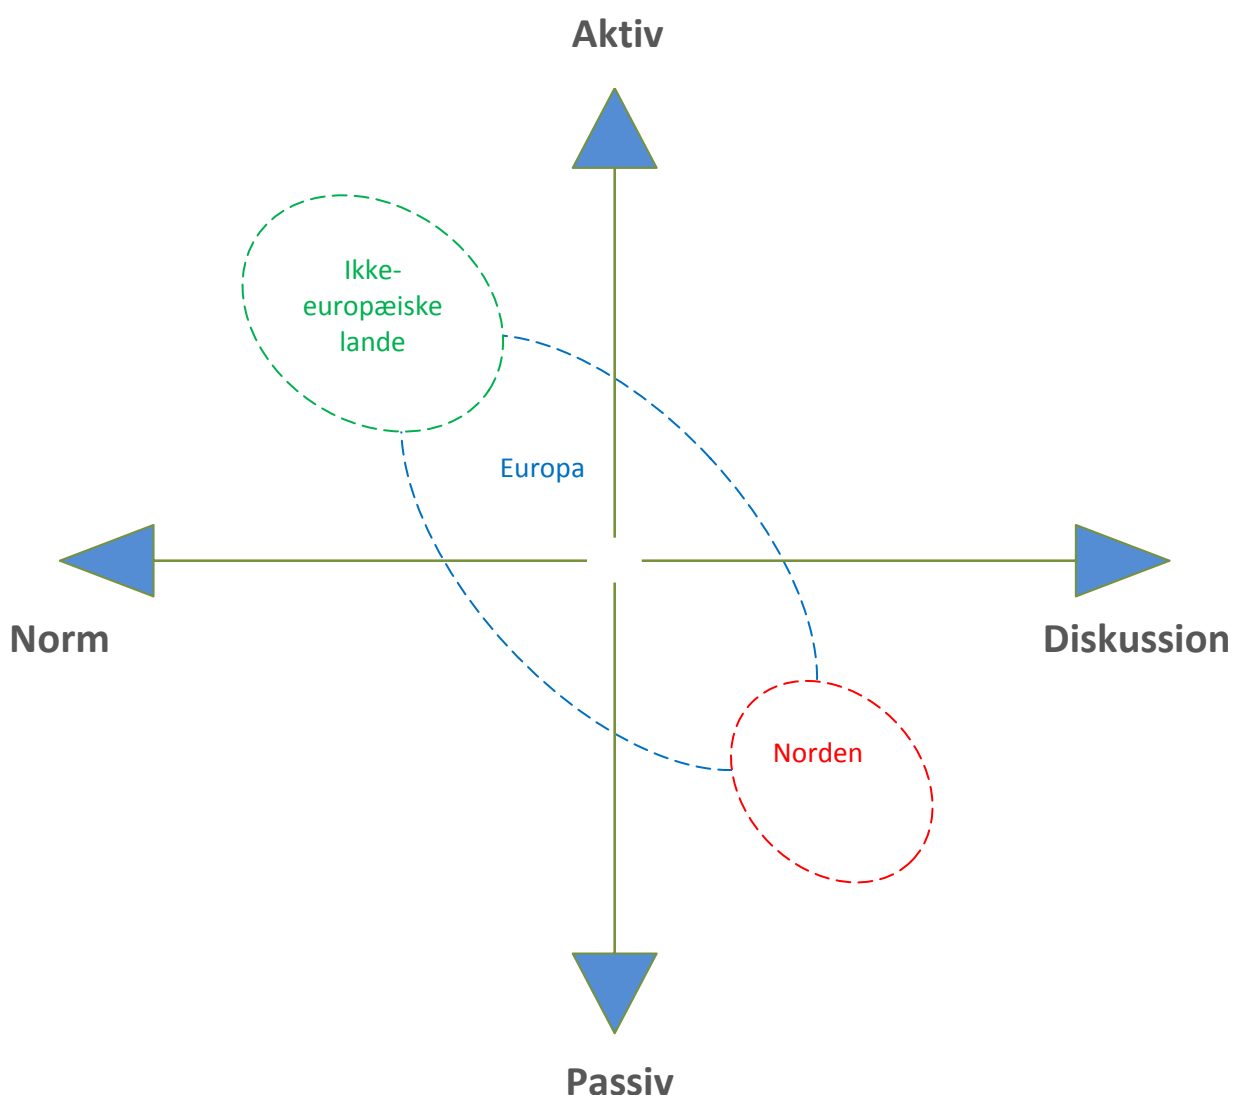 Aktiv
Ikke-
europæiske
lande
Europa
Norm
Diskussion
Norden
Passiv